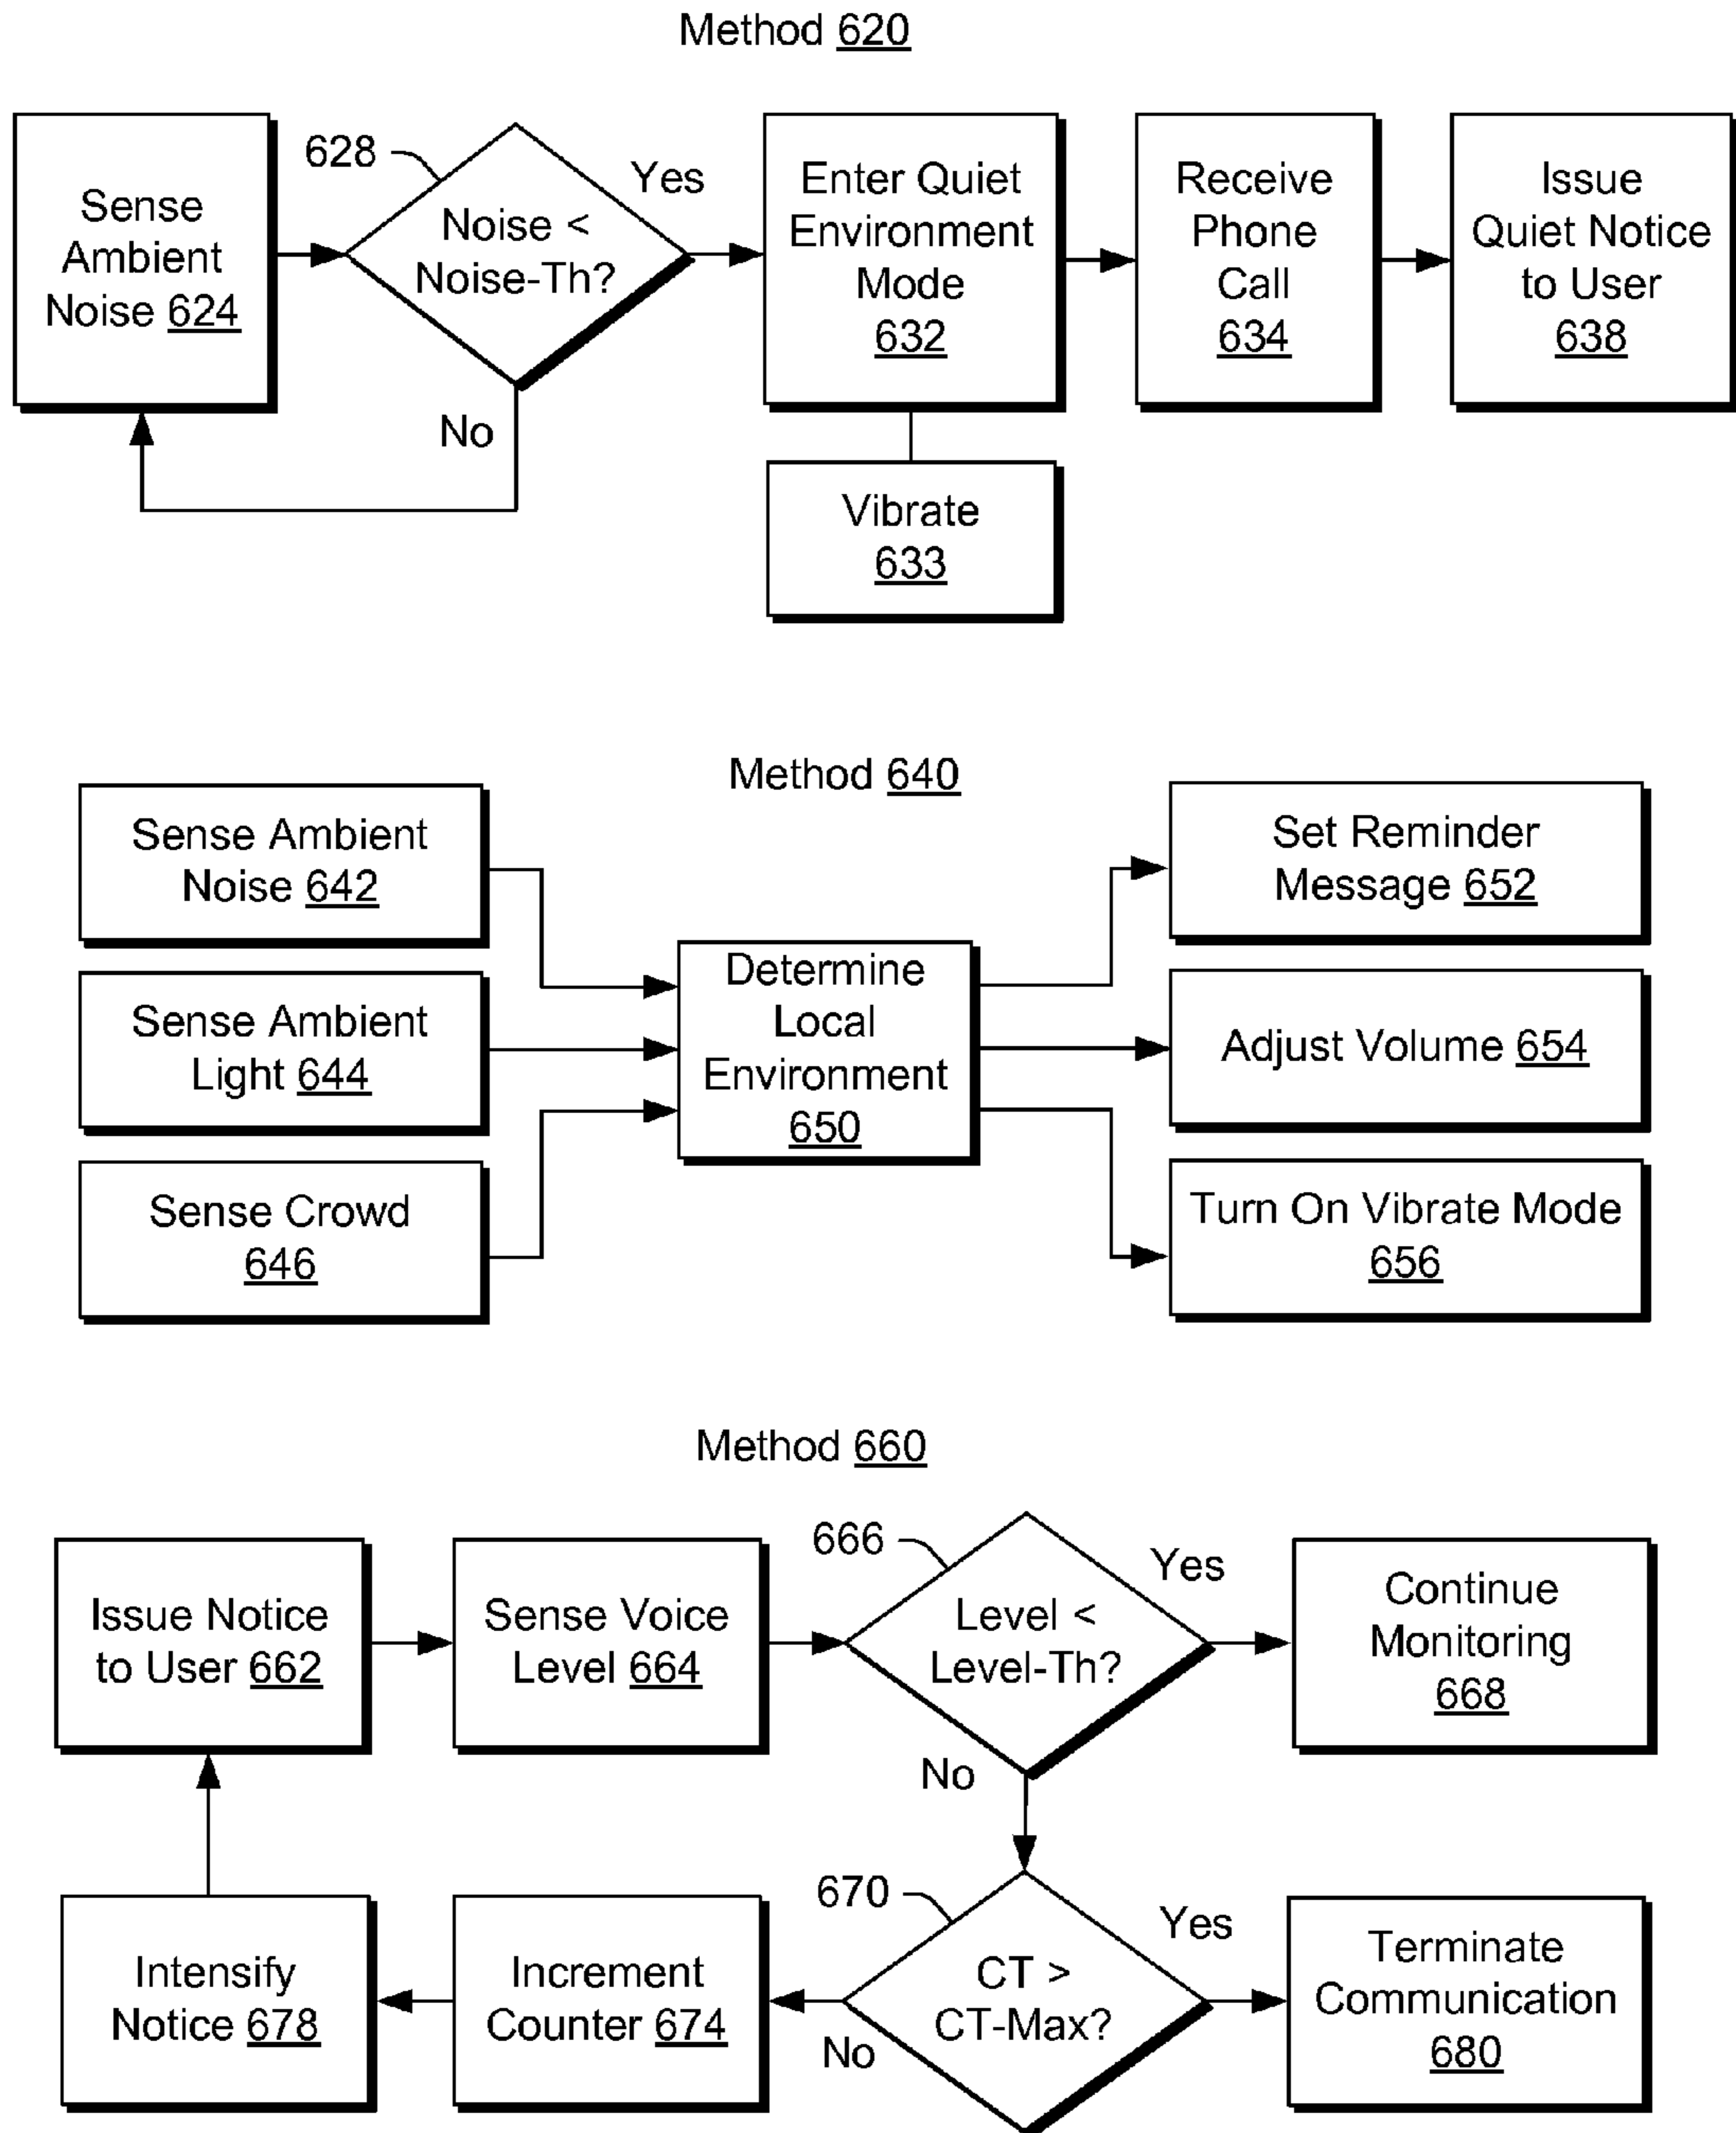 Method 620
Sense
Ambient
Noise 624
628
Noise <
Noise-Th?
Yes
No
Enter Quiet
Environment
Mode
632
Vibrate
633
Receive
Phone
Call
634
Issue
Quiet Notice
to User
638
Method 640
Sense Ambient
Noise 642
Sense Ambient
Light 644
Sense Crowd
646
Determine
Local
Environment
650
Set Reminder
Message 652
Adjust Volume 654
Turn On Vibrate Mode
656
Method 660
Issue Notice
to User 662
Sense Voice
Level 664
666
Level <
Level-Th?
Yes
No
Continue
Monitoring
668
670
CT >
CT-Max?
Yes
No
Terminate
Communication
680
Increment
Counter 674
Intensify
Notice 678